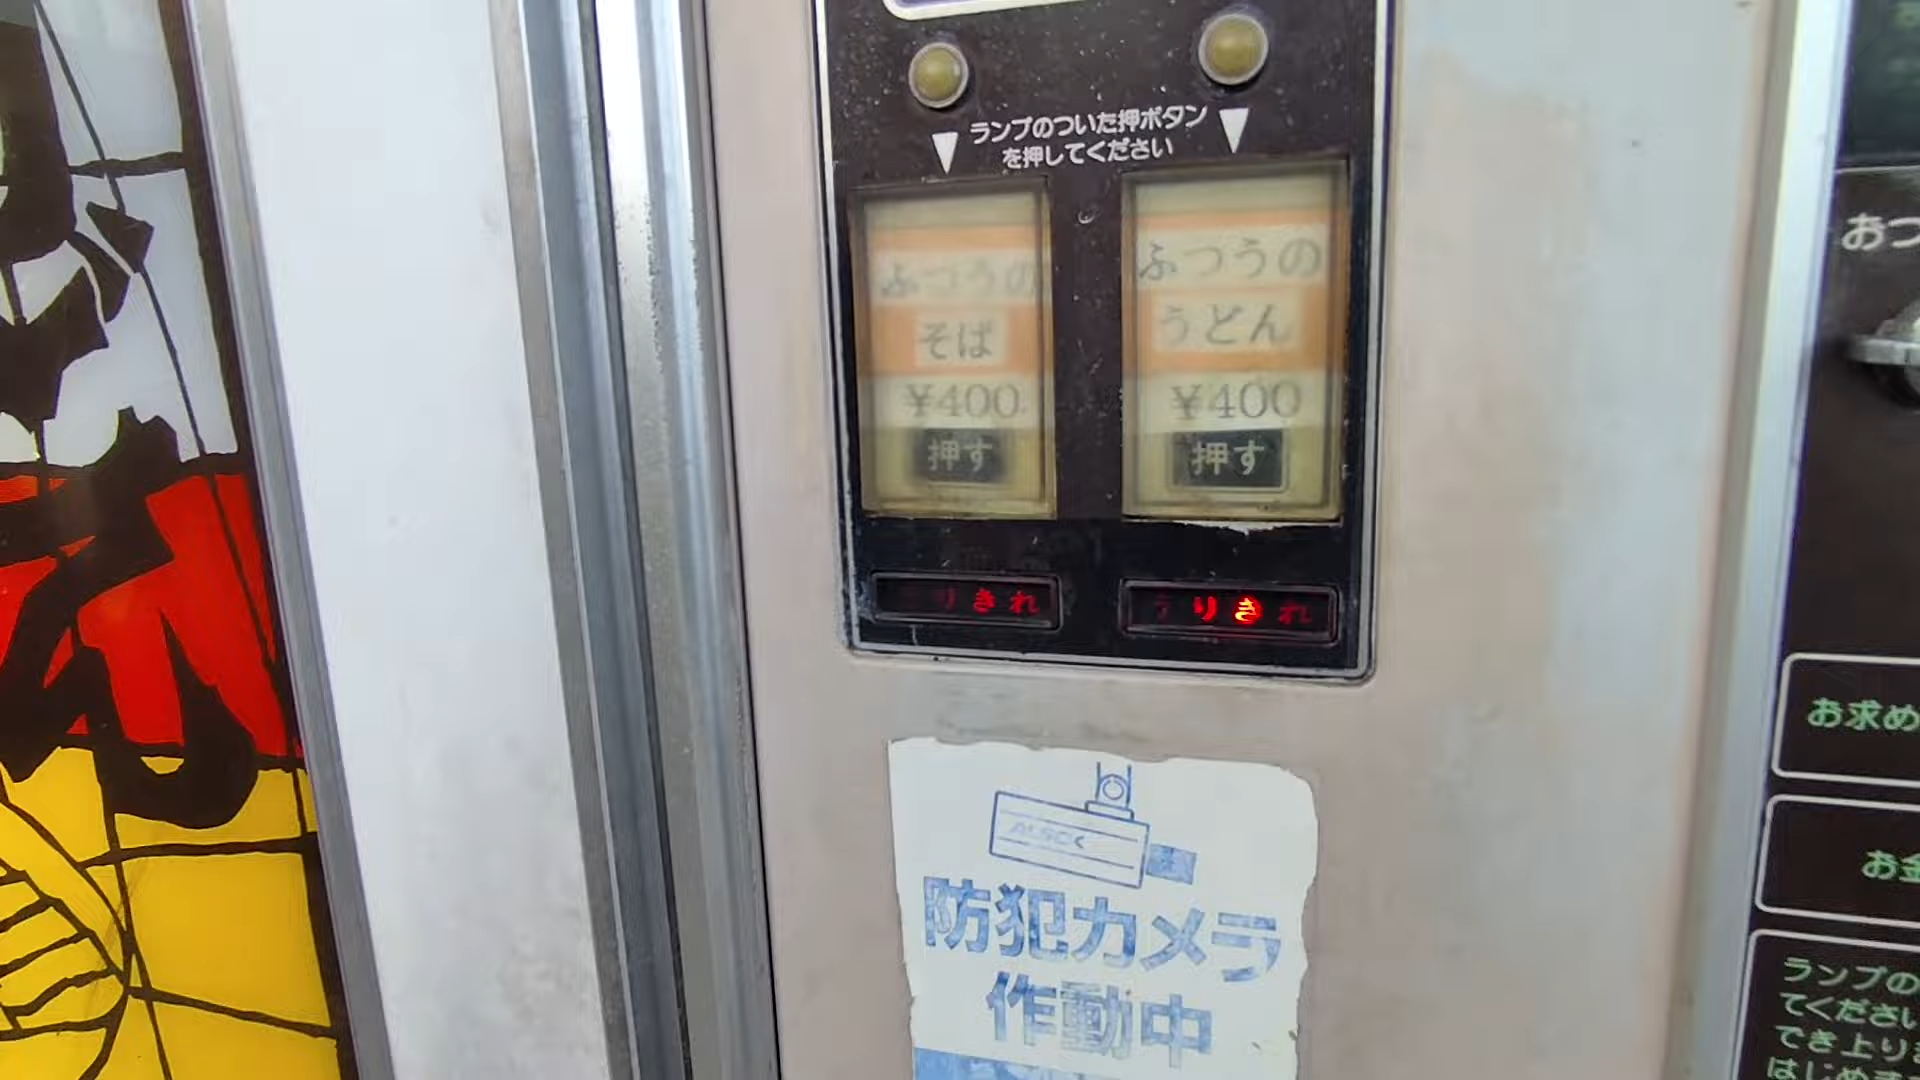 ランプのついた押ボタン
を押してください
ふつうの
そば
¥400
押す
ふつうの
うどん
¥400
押す
りきれ
うりきれ
ALSOK
防犯カメラ
作動中
おつ
お求め
お金
ランプの
てください
でき上り